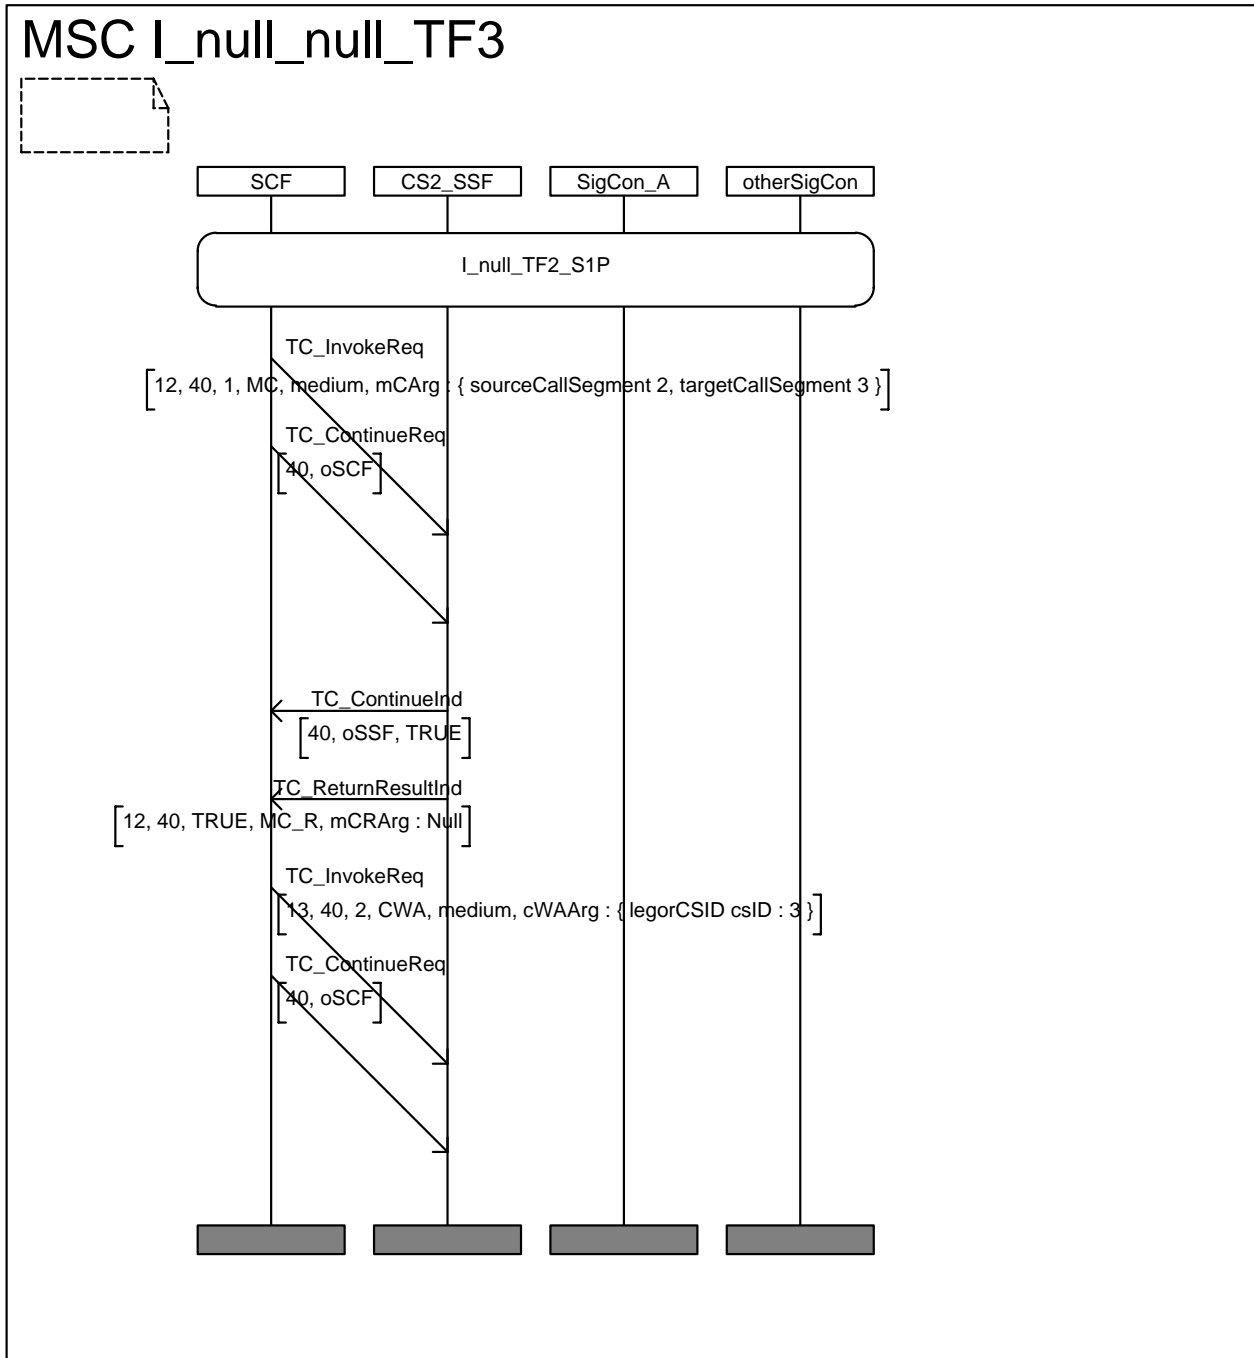 MSC I_null_null_TF3
SCF CS2_SSF SigCon_A otherSigCon
I_null_TF2_S1P
TC_InvokeReq
12, 40, 1, MC, medium, mCArg : { sourceCallSegment 2, targetCallSegment 3 }
TC_ContinueReq
40, oSCF
TC_ContinueInd
40, oSSF, TRUE
TC_ReturnResultInd
12, 40, TRUE, MC_R, mCRArg : Null
TC_InvokeReq
13, 40, 2, CWA, medium, cWAArg : { legorCSID csID : 3 }
TC_ContinueReq
40, oSCF